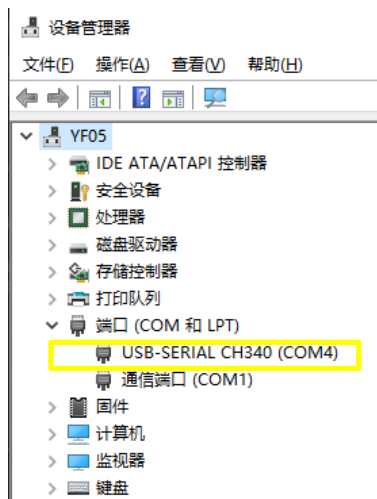 设备管理器
文件(F) 操作(A) 查看(V) 帮助(H)
YF05
IDE ATA/ATAPI 控制器
安全设备
处理器
磁盘驱动器
存储控制器
打印队列
端口 (COM 和 LPT)
USB-SERIAL CH340 (COM4)
通信端口 (COM1)
固件
计算机
监视器
键盘